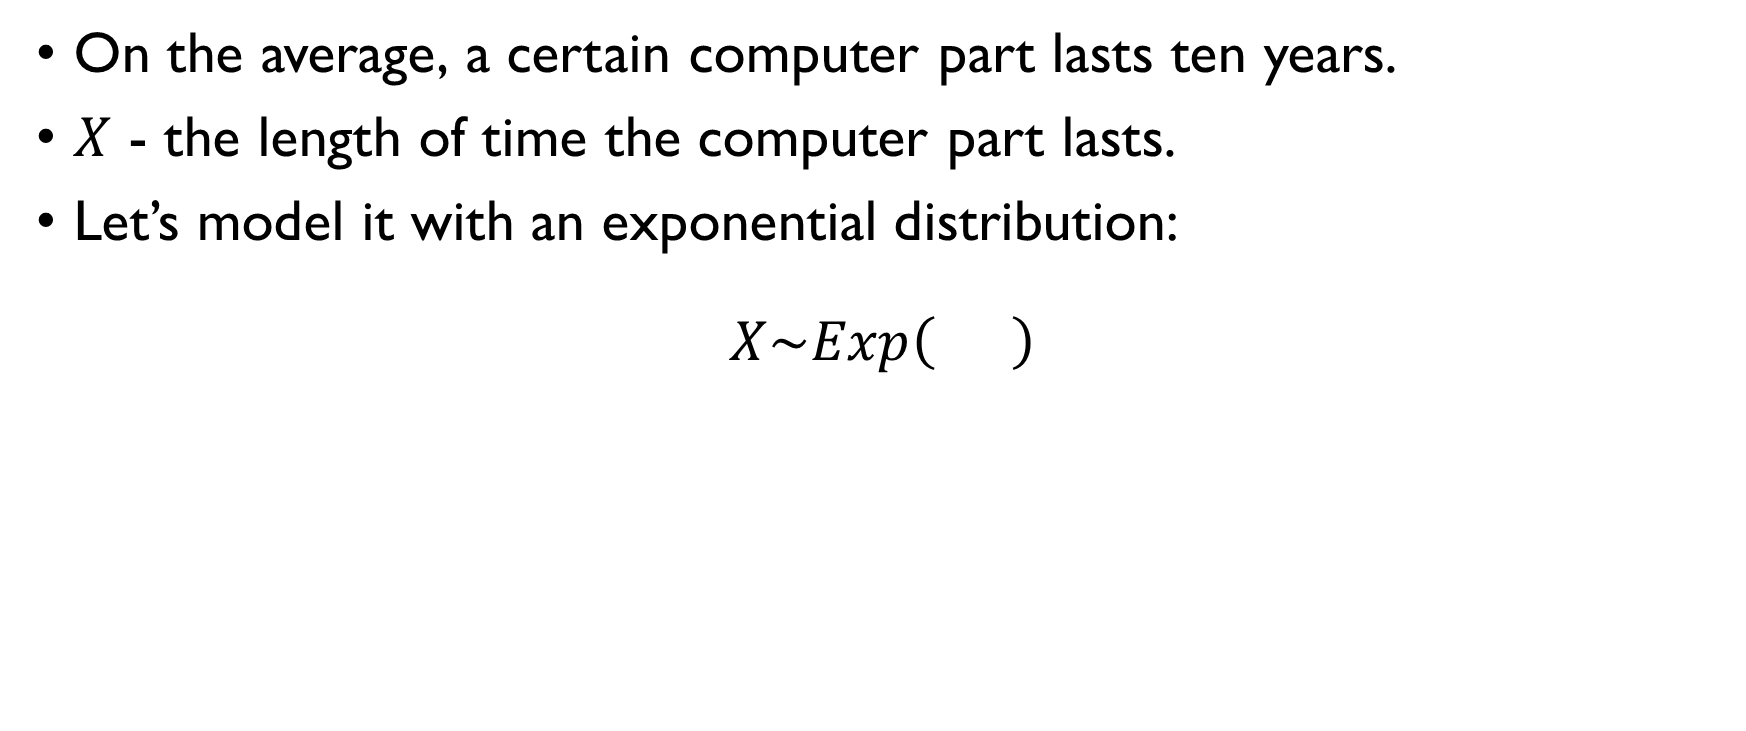 • On the average, a certain computer part lasts ten years.
• X - the length of time the computer part lasts.
• Let’s model it with an exponential distribution:
X~Exp( )